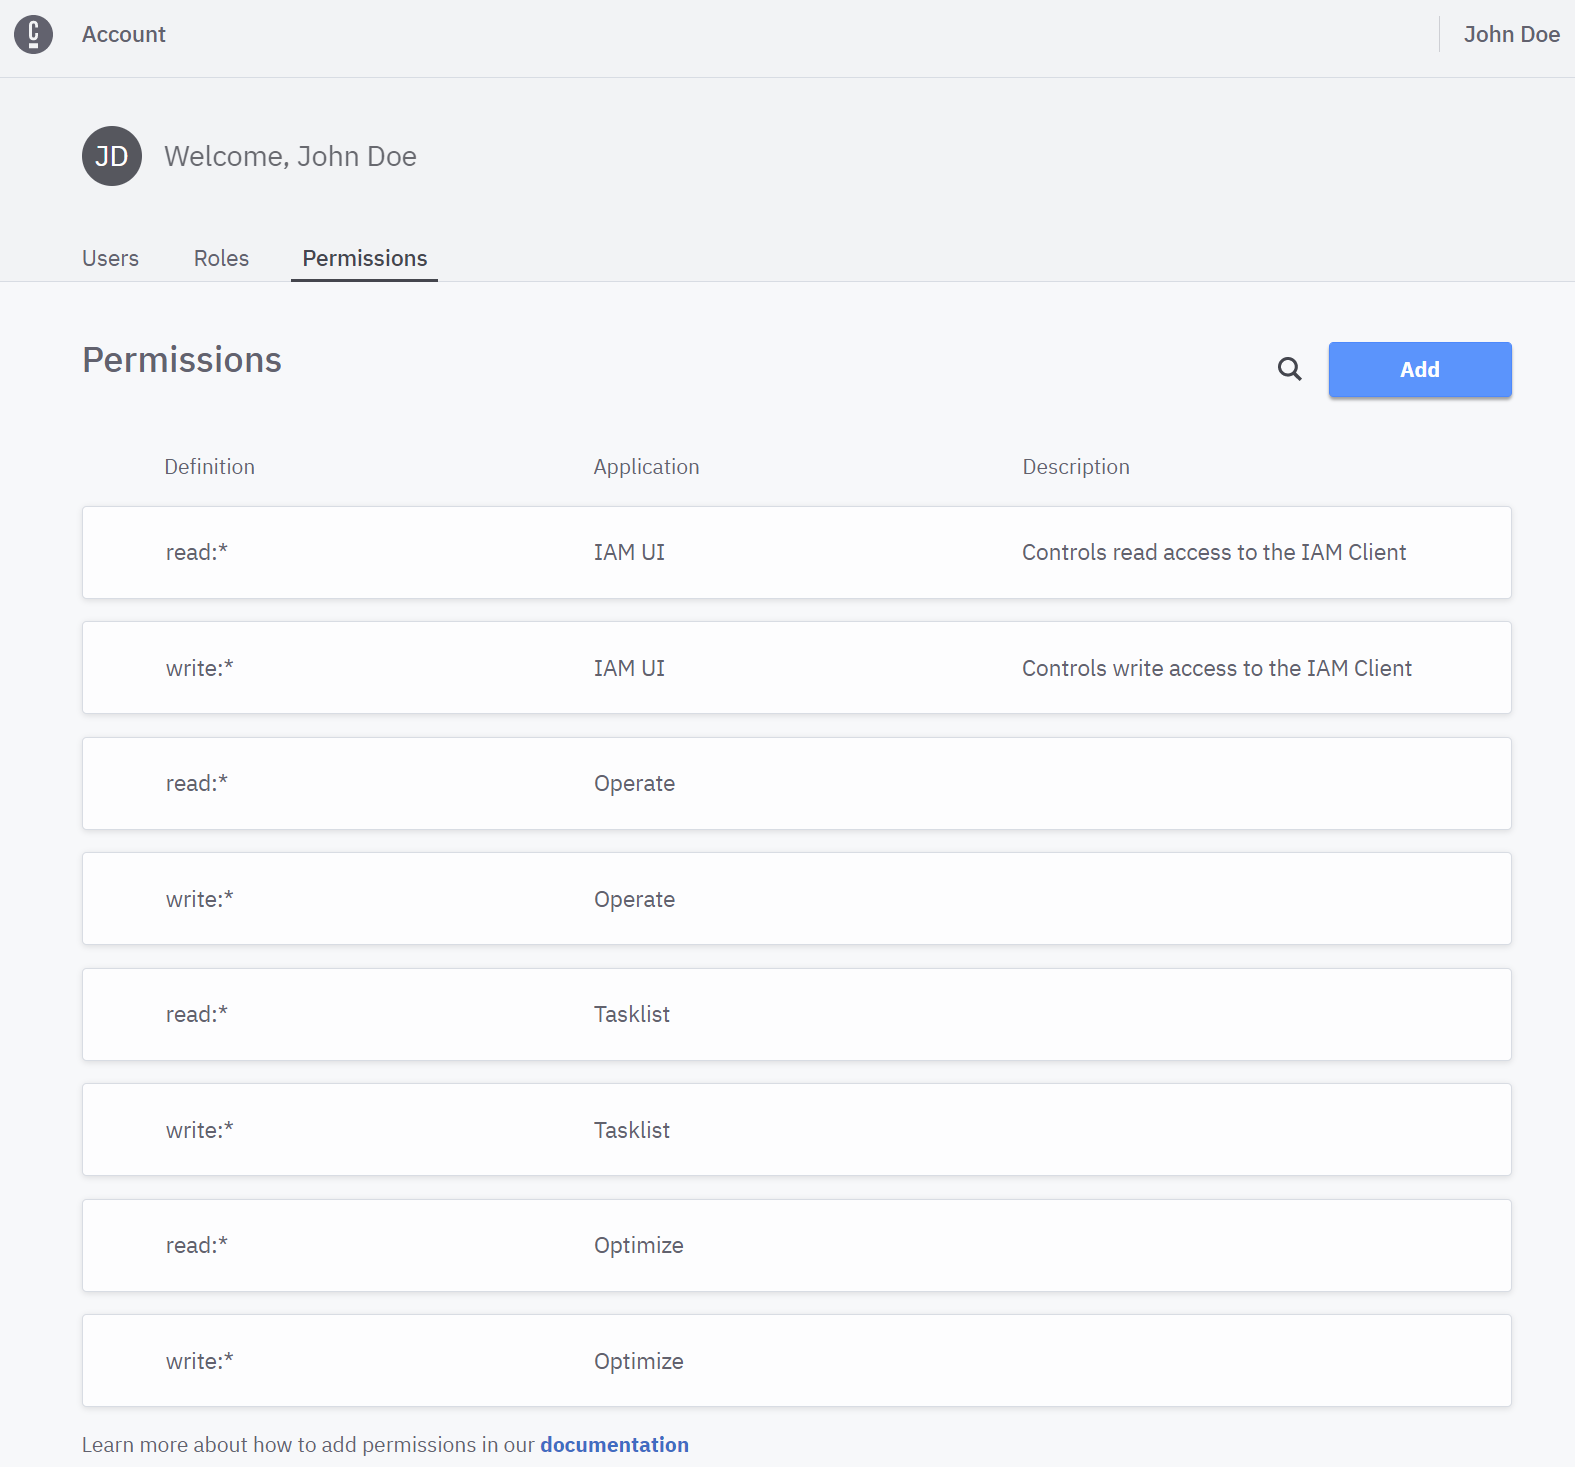 Account
John Doe
JD
Welcome, John Doe
Users Roles Permissions
Permissions
Add
Definition Application Description
read:* IAM UI Controls read access to the IAM Client
write:* IAM UI Controls write access to the IAM Client
read:* Operate
write:* Operate
read:* Tasklist
write:* Tasklist
read:* Optimize
write:* Optimize
Learn more about how to add permissions in our documentation